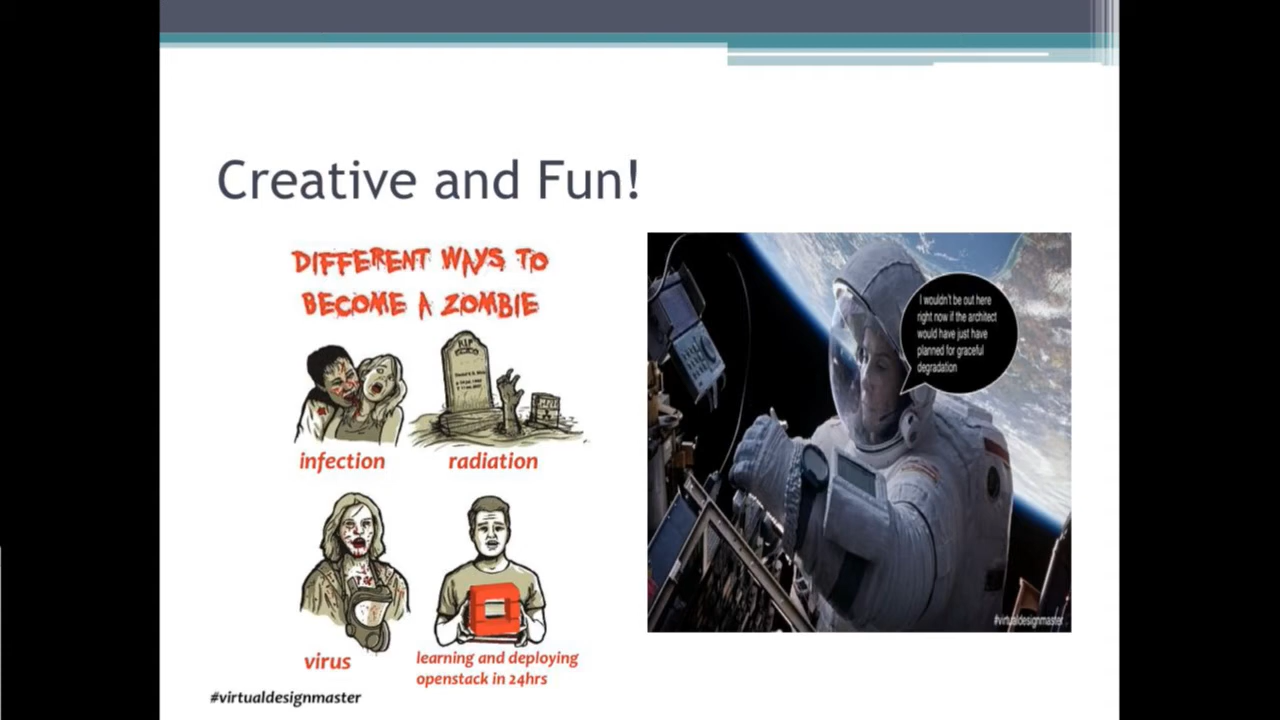 Creative and Fun!
DIFFERENT WAYS TO
BECOME A ZOMBIE
RIP
infection
radiation
virus
learning and deploying
openstack in 24hrs
#virtualdesignmaster
I wouldn't be out here
right now if the architect
would have just have
planned for graceful
degradation
#virtualdesignmaster